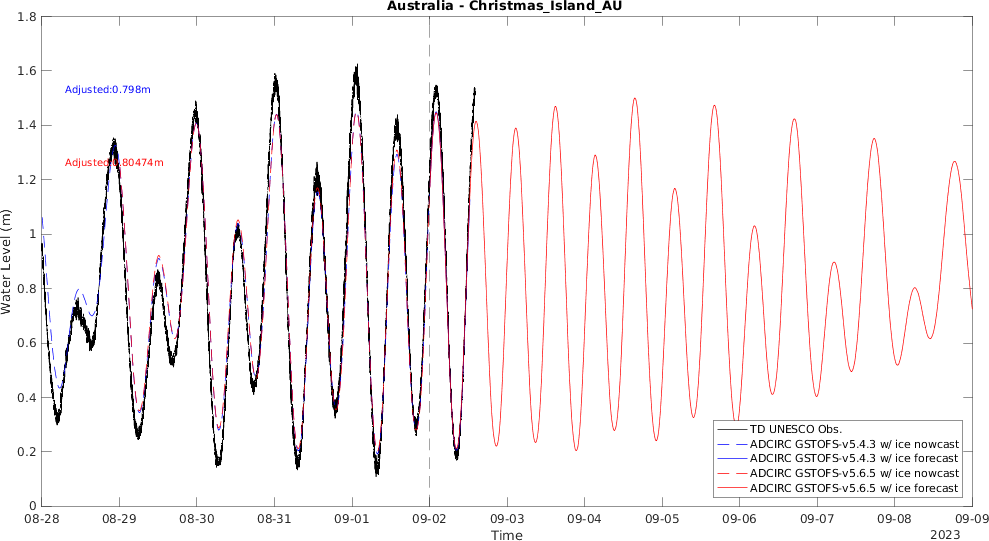 Australia - Christmas_Island_AU
Water Level (m)
1.8
1.6
1.4
1.2
1
0.8
0.6
0.4
0.2
0
Adjusted:0.798m
Adjusted:0.80474m
TD UNESCO Obs.
ADCIRC GSTOFS-v5.4.3 w/ ice nowcast
ADCIRC GSTOFS-v5.4.3 w/ ice forecast
ADCIRC GSTOFS-v5.6.5 w/ ice nowcast
ADCIRC GSTOFS-v5.6.5 w/ ice forecast
08-28 08-29 08-30 08-31 09-01 09-02 09-03 09-04 09-05 09-06 09-07 09-08 09-09
Time
2023